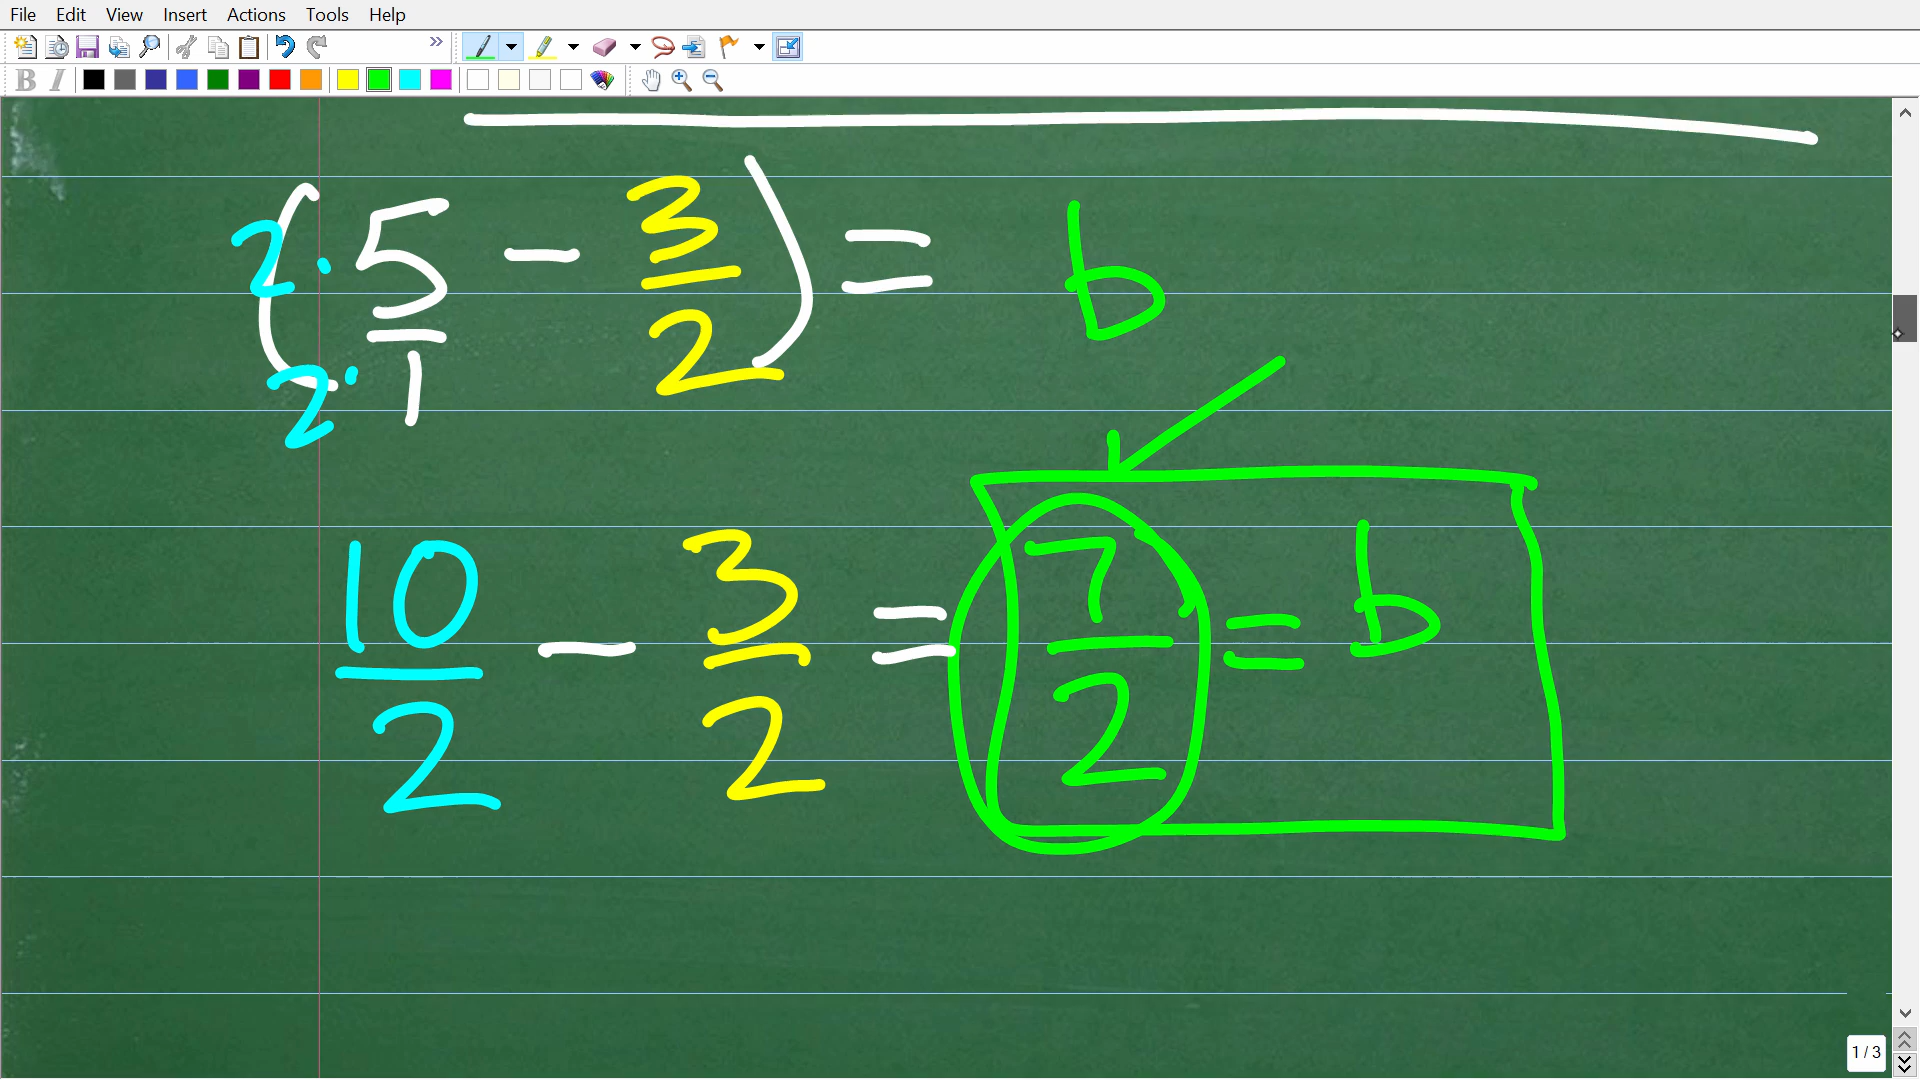 File Edit View Insert Actions Tools Help
B I
( 2 · 5 / 2 · 1 - 3 / 2 ) = b
10 / 2 - 3 / 2 = 7 / 2 = b
1 / 3